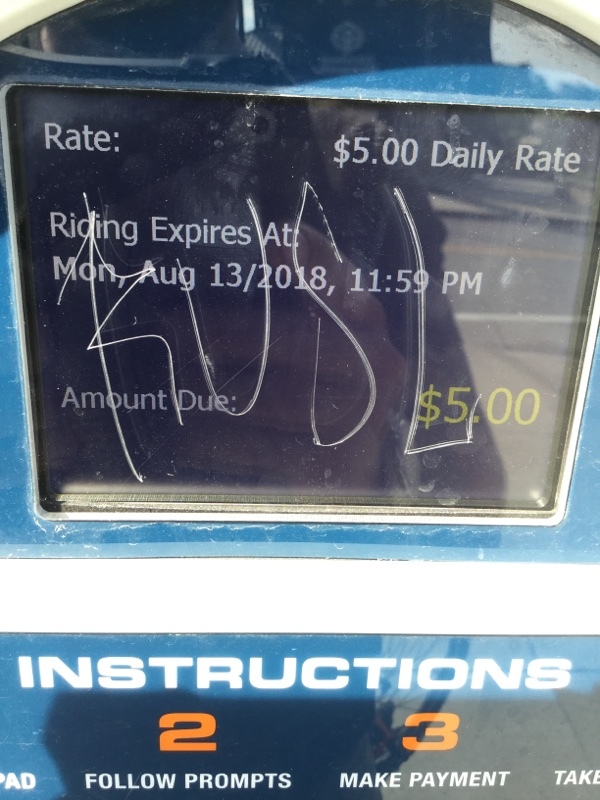 Rate:
$5.00 Daily Rate
Riding Expires At:
Mon, Aug 13/2018, 11:59 PM
Amount Due:
$5.00
INSTRUCTIONS
2
3
PAD
FOLLOW PROMPTS
MAKE PAYMENT
TAKE